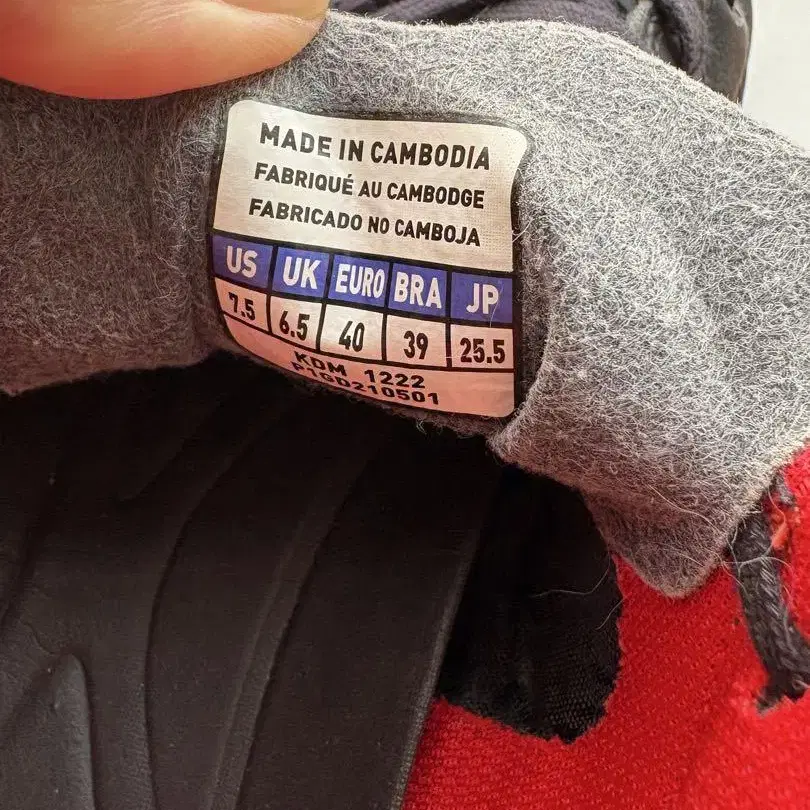 MADE IN CAMBODIA
FABRIQUÉ AU CAMBODGE
FABRICADO NO CAMBOJA
US UK EURO BRA JP
7.5 6.5 40 39 25.5
KDM 1222
P1GD210501